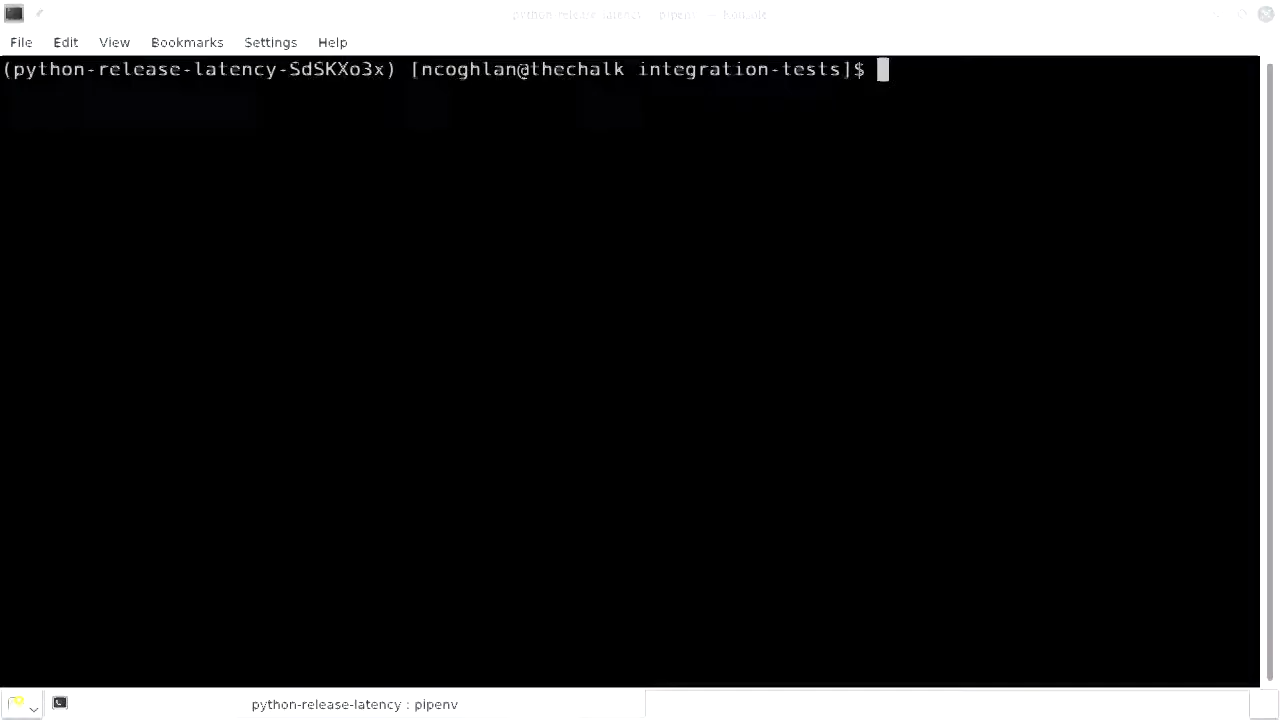 python-release-latency : pipenv — Konsole
File Edit View Bookmarks Settings Help
(python-release-latency-SdSKXo3x) [ncoghlan@thechalk integration-tests]$
python-release-latency : pipenv